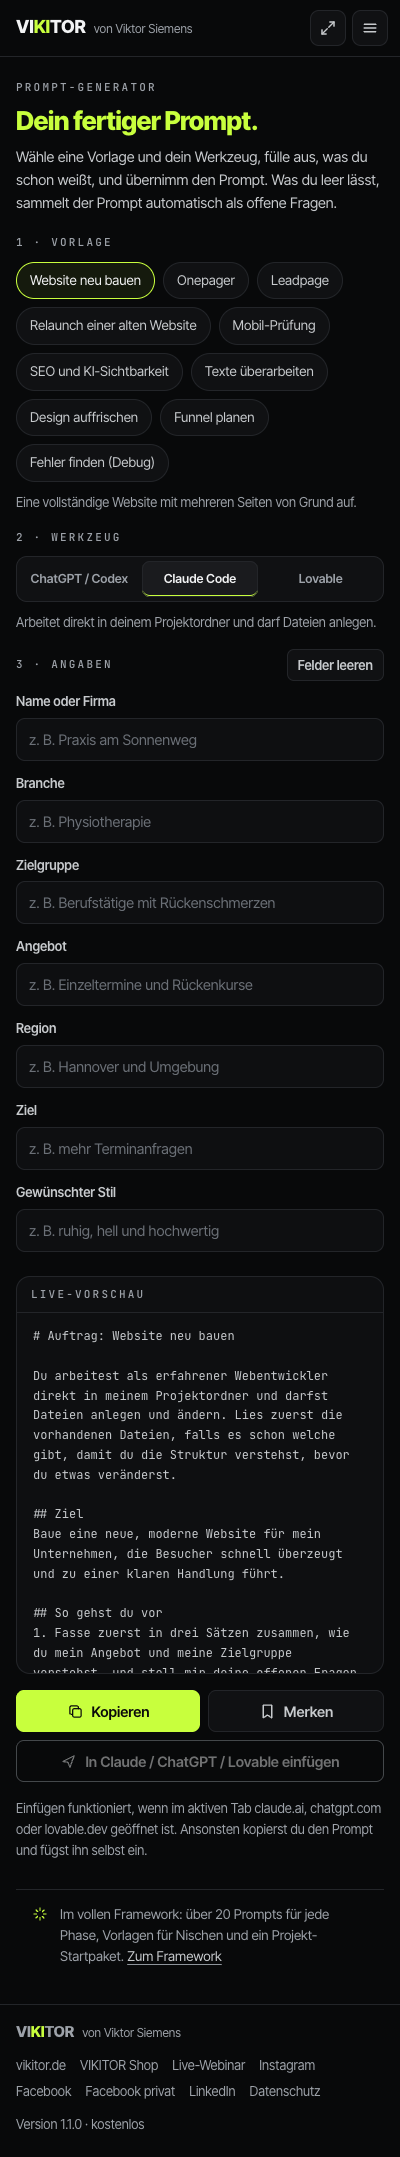 VIKITOR von Viktor Siemens
PROMPT-GENERATOR
Dein fertiger Prompt.
Wähle eine Vorlage und dein Werkzeug, fülle aus, was du
schon weißt, und übernimm den Prompt. Was du leer lässt,
sammelt der Prompt automatisch als offene Fragen.
1 · VORLAGE
Website neu bauen Onepager Leadpage
Relaunch einer alten Website Mobil-Prüfung
SEO und KI-Sichtbarkeit Texte überarbeiten
Design auffrischen Funnel planen
Fehler finden (Debug)
Eine vollständige Website mit mehreren Seiten von Grund auf.
2 · WERKZEUG
ChatGPT / Codex Claude Code Lovable
Arbeitet direkt in deinem Projektordner und darf Dateien anlegen.
3 · ANGABEN Felder leeren
Name oder Firma
z. B. Praxis am Sonnenweg
Branche
z. B. Physiotherapie
Zielgruppe
z. B. Berufstätige mit Rückenschmerzen
Angebot
z. B. Einzeltermine und Rückenkurse
Region
z. B. Hannover und Umgebung
Ziel
z. B. mehr Terminanfragen
Gewünschter Stil
z. B. ruhig, hell und hochwertig
LIVE-VORSCHAU
# Auftrag: Website neu bauen
Du arbeitest als erfahrener Webentwickler
direkt in meinem Projektordner und darfst
Dateien anlegen und ändern. Lies zuerst die
vorhandenen Dateien, falls es schon welche
gibt, damit du die Struktur verstehst, bevor
du etwas veränderst.
## Ziel
Baue eine neue, moderne Website für mein
Unternehmen, die Besucher schnell überzeugt
und zu einer klaren Handlung führt.
## So gehst du vor
1. Fasse zuerst in drei Sätzen zusammen, wie
du mein Angebot und meine Zielgruppe
verstehst, und stell mir deine offenen Fragen
Kopieren Merken
In Claude / ChatGPT / Lovable einfügen
Einfügen funktioniert, wenn im aktiven Tab claude.ai, chatgpt.com
oder lovable.dev geöffnet ist. Ansonsten kopierst du den Prompt
und fügst ihn selbst ein.
Im vollen Framework: über 20 Prompts für jede
Phase, Vorlagen für Nischen und ein Projekt-
Startpaket. Zum Framework
VIKITOR von Viktor Siemens
vikitor.de VIKITOR Shop Live-Webinar Instagram
Facebook Facebook privat LinkedIn Datenschutz
Version 1.1.0 · kostenlos